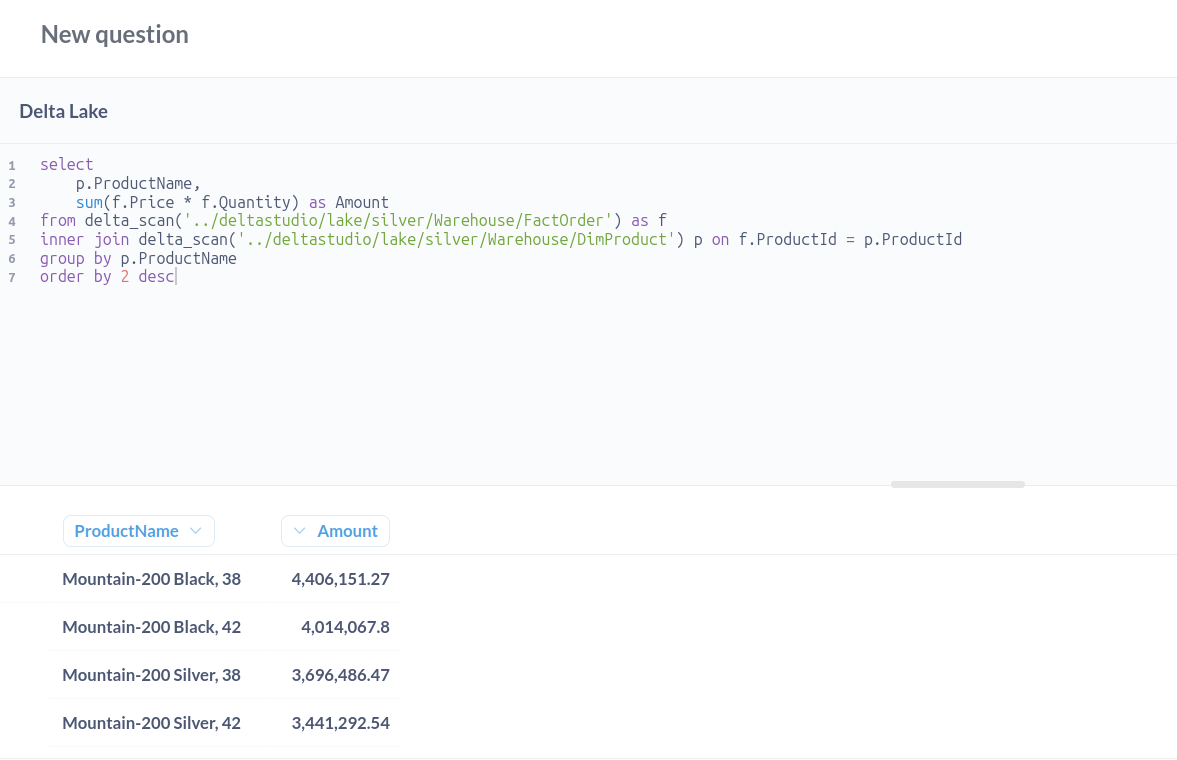 New question
Delta Lake
1 select
2     p.ProductName,
3     sum(f.Price * f.Quantity) as Amount
4 from delta_scan('../deltastudio/lake/silver/Warehouse/FactOrder') as f
5 inner join delta_scan('../deltastudio/lake/silver/Warehouse/DimProduct') p on f.ProductId = p.ProductId
6 group by p.ProductName
7 order by 2 desc
ProductName Amount
Mountain-200 Black, 38 4,406,151.27
Mountain-200 Black, 42 4,014,067.8
Mountain-200 Silver, 38 3,696,486.47
Mountain-200 Silver, 42 3,441,292.54